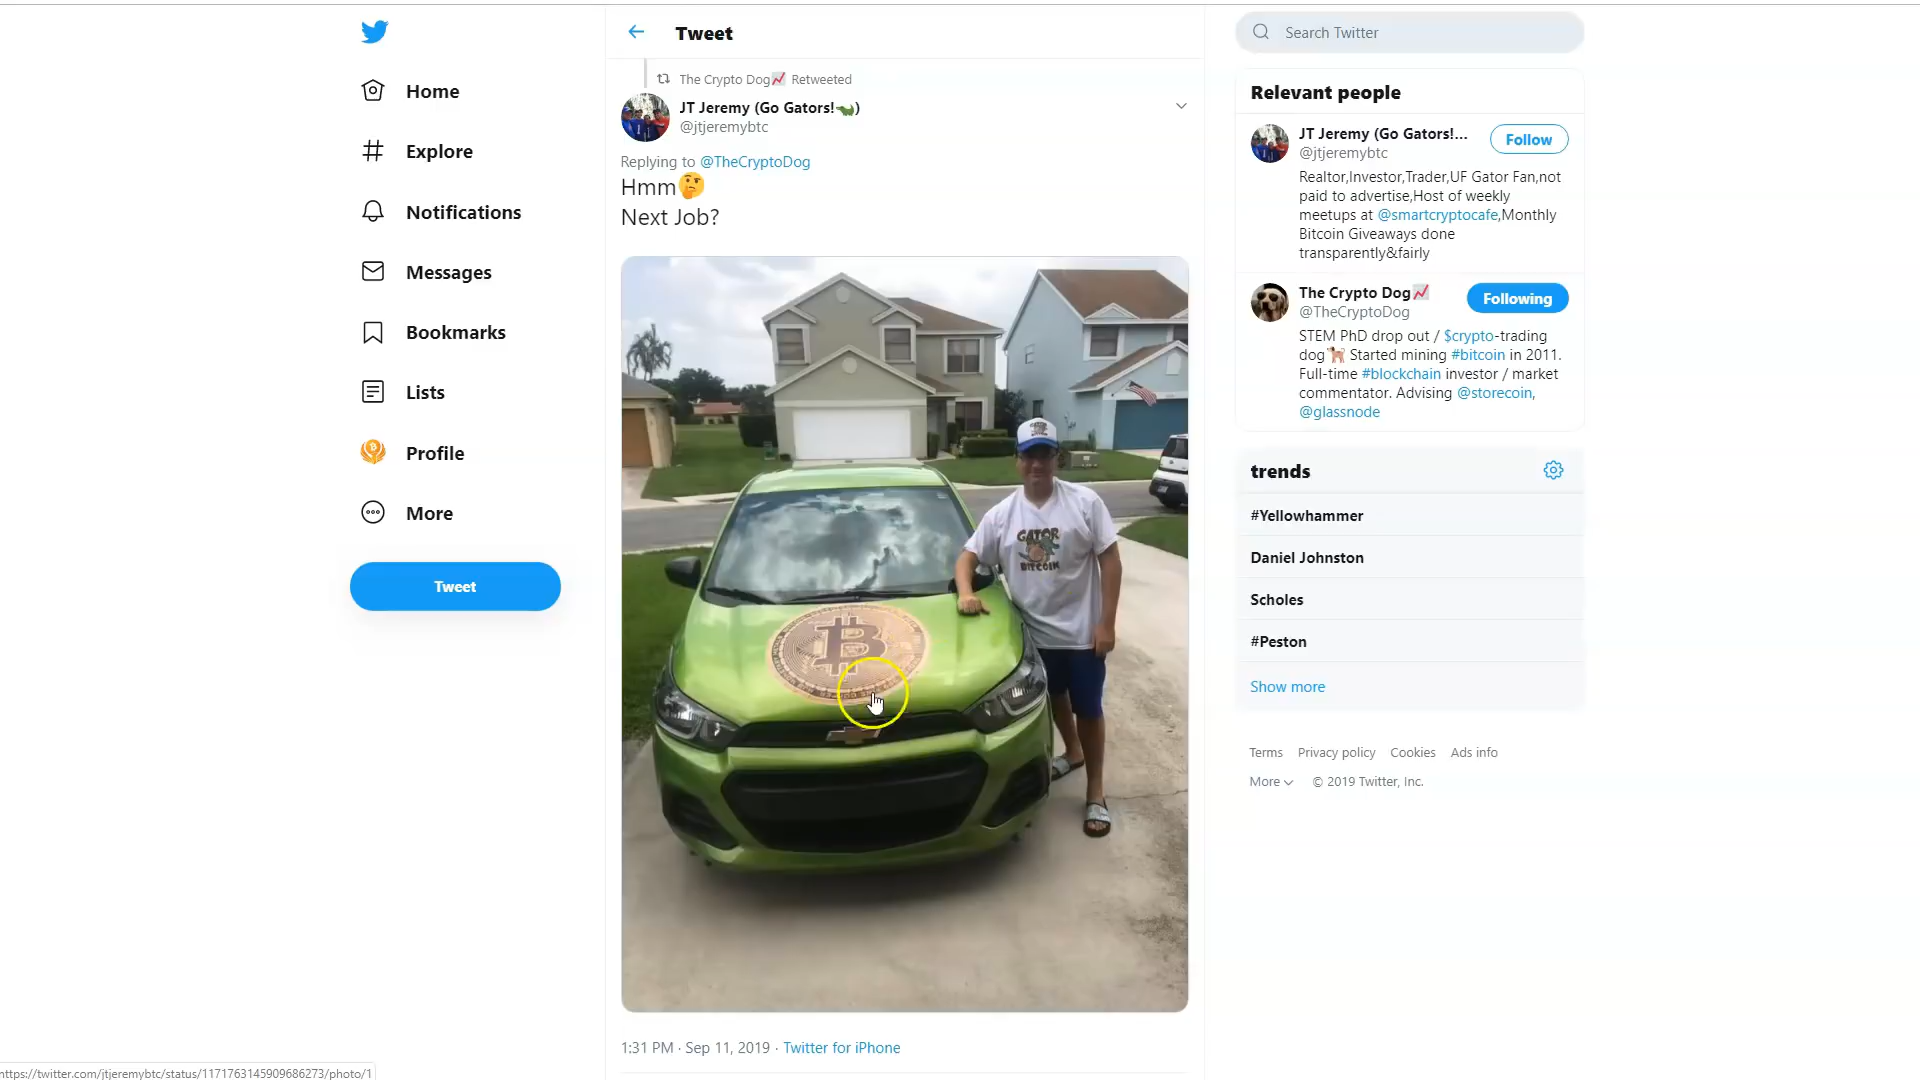 Tweet
Search Twitter
Home
Explore
Notifications
Messages
Bookmarks
Lists
Profile
More
Tweet
The Crypto Dog Retweeted
JT Jeremy (Go Gators!)
@jtjeremybtc
Replying to @TheCryptoDog
Hmm🤔
Next Job?
GATOR
BITCOIN
1:31 PM · Sep 11, 2019 · Twitter for iPhone
Relevant people
JT Jeremy (Go Gators!...
@jtjeremybtc
Follow
Realtor,Investor,Trader,UF Gator Fan,not
paid to advertise,Host of weekly
meetups at @smartcryptocafe,Monthly
Bitcoin Giveaways done
transparently&fairly
The Crypto Dog
@TheCryptoDog
Following
STEM PhD drop out / $crypto-trading
dog Started mining #bitcoin in 2011.
Full-time #blockchain investor / market
commentator. Advising @storecoin,
@glassnode
trends
#Yellowhammer
Daniel Johnston
Scholes
#Peston
Show more
Terms Privacy policy Cookies Ads info
More © 2019 Twitter, Inc.
https://twitter.com/jtjeremybtc/status/1171763145909686273/photo/1